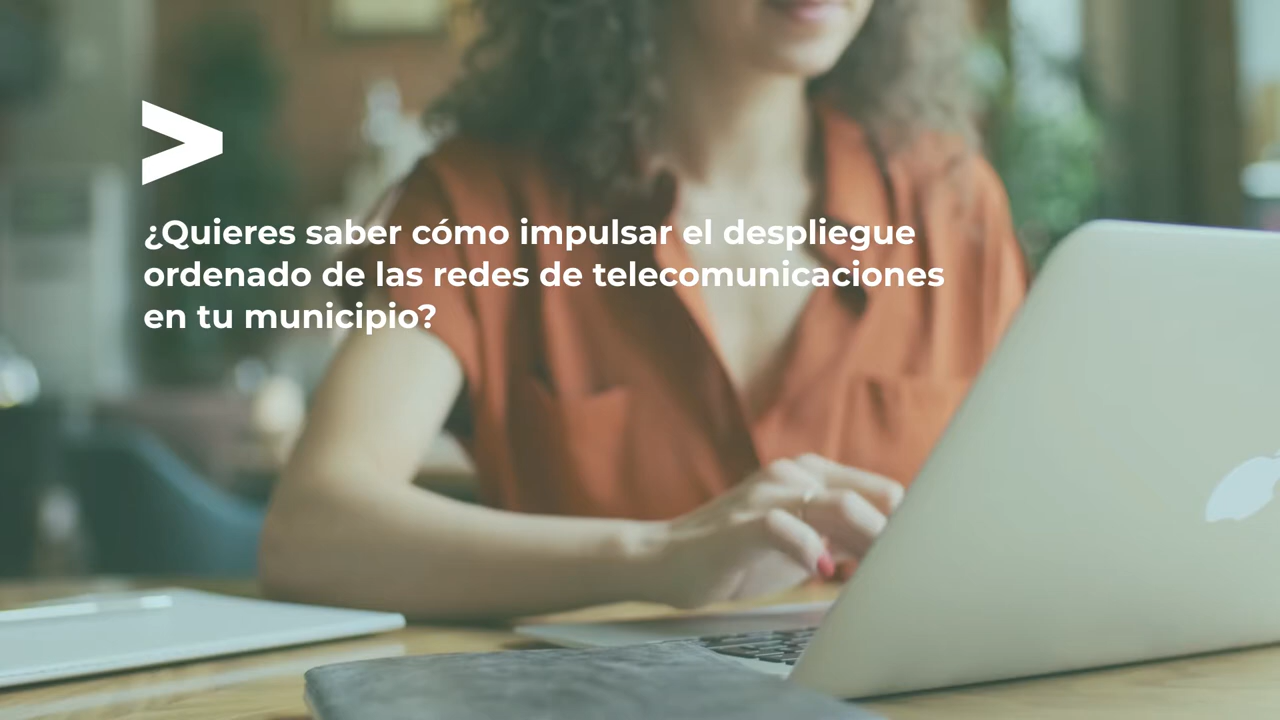 >
¿Quieres saber cómo impulsar el despliegue
ordenado de las redes de telecomunicaciones
en tu municipio?